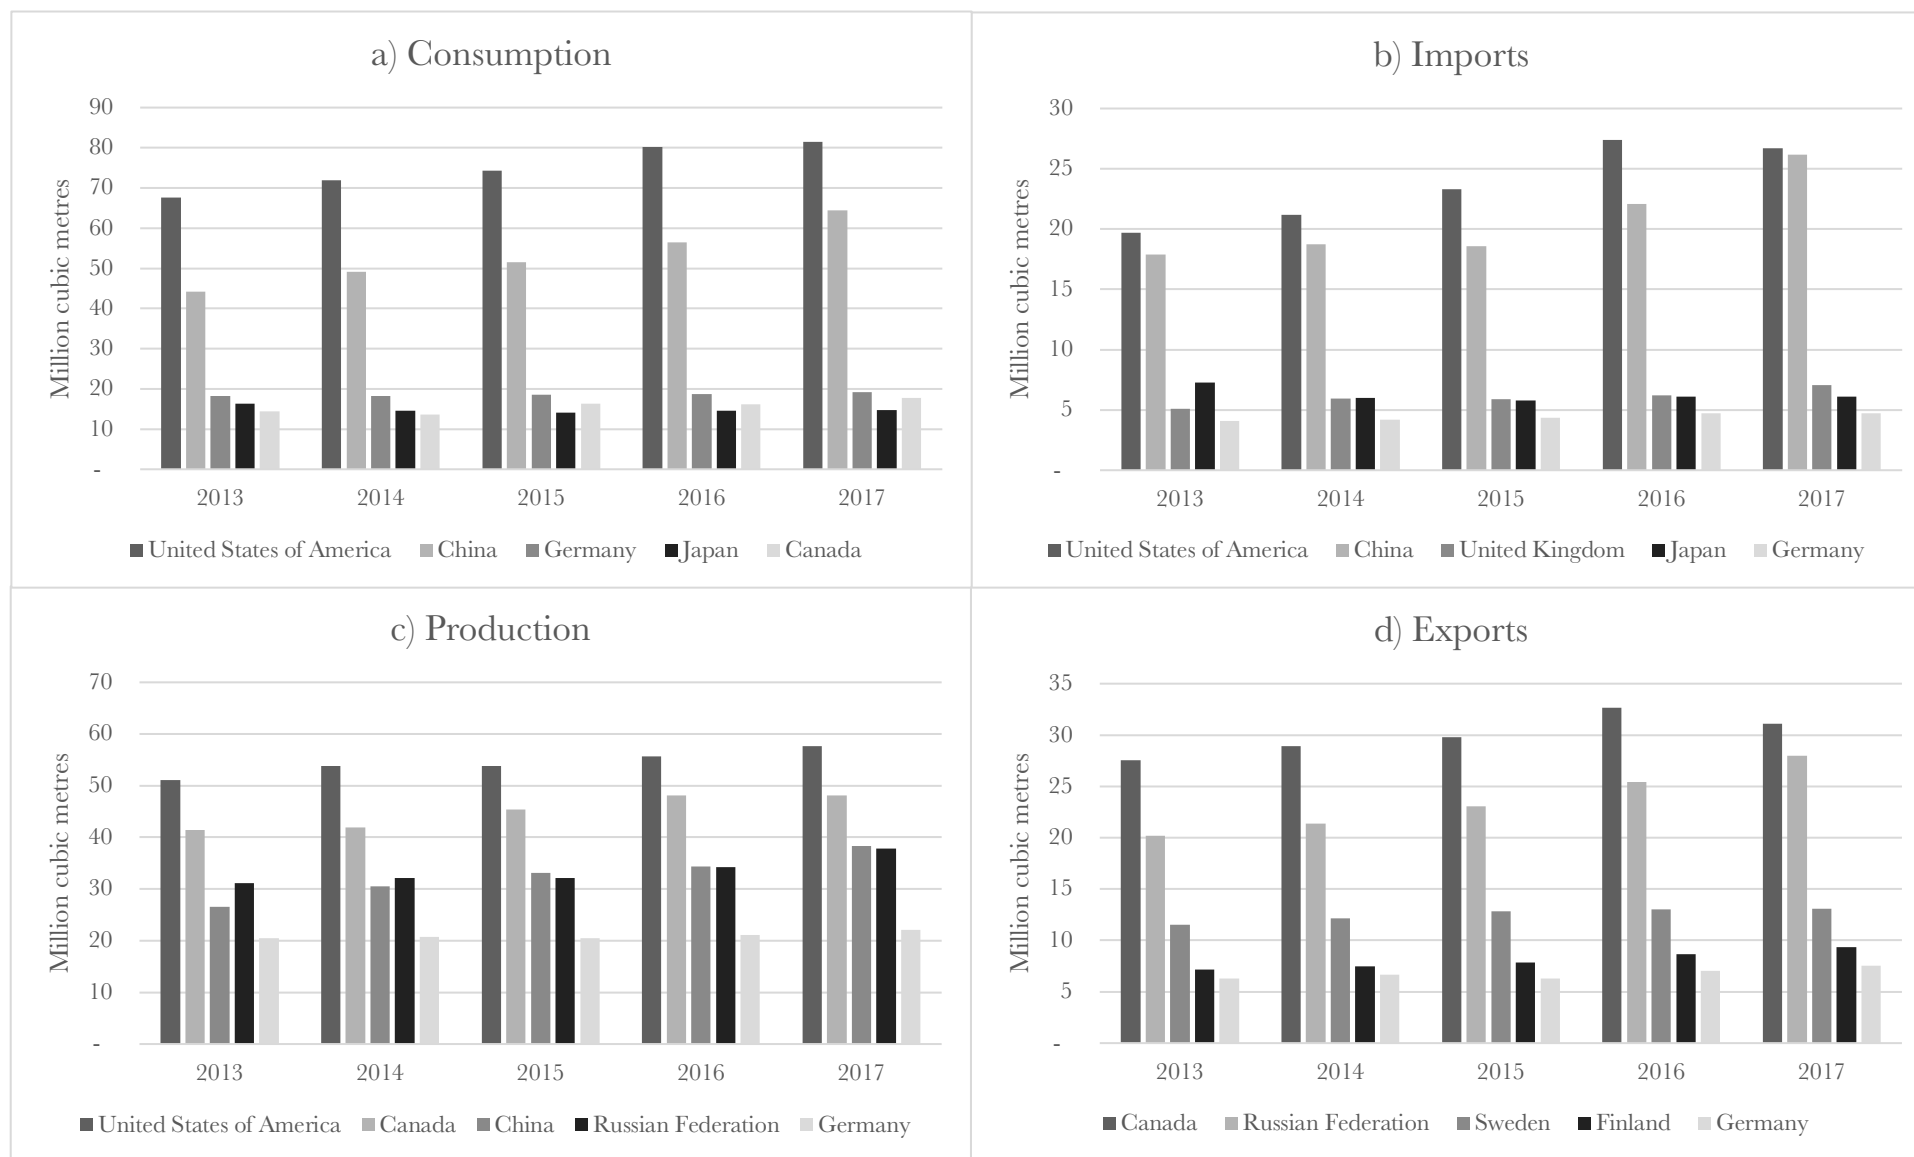 a) Consumption
Million cubic metres
90
80
70
60
50
40
30
20
10
-
2013 2014 2015 2016 2017
United States of America China Germany Japan Canada
b) Imports
Million cubic metres
30
25
20
15
10
5
-
2013 2014 2015 2016 2017
United States of America China United Kingdom Japan Germany
c) Production
Million cubic metres
70
60
50
40
30
20
10
-
2013 2014 2015 2016 2017
United States of America Canada China Russian Federation Germany
d) Exports
Million cubic metres
35
30
25
20
15
10
5
-
2013 2014 2015 2016 2017
Canada Russian Federation Sweden Finland Germany